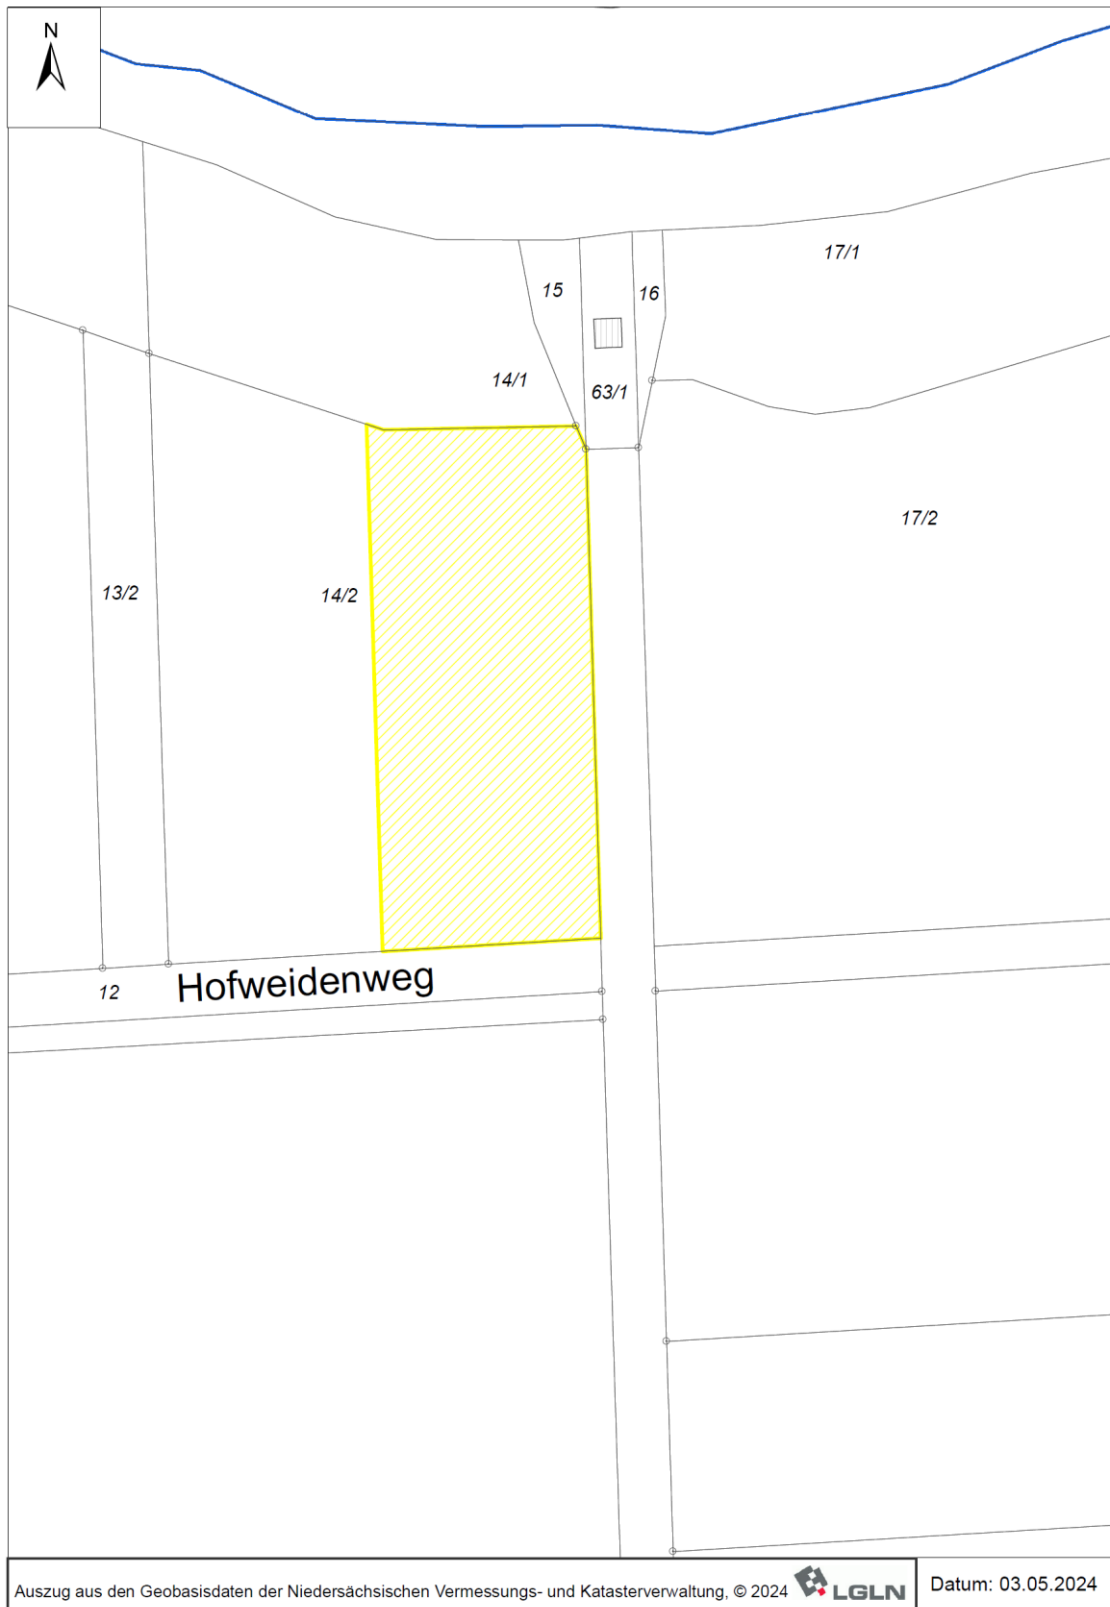 N
17/1
15
16
14/1
63/1
17/2
13/2
14/2
Hofweidenweg
12
Auszug aus den Geobasisdaten der Niedersächsischen Vermessungs- und Katasterverwaltung, © 2024
LGLN
Datum: 03.05.2024